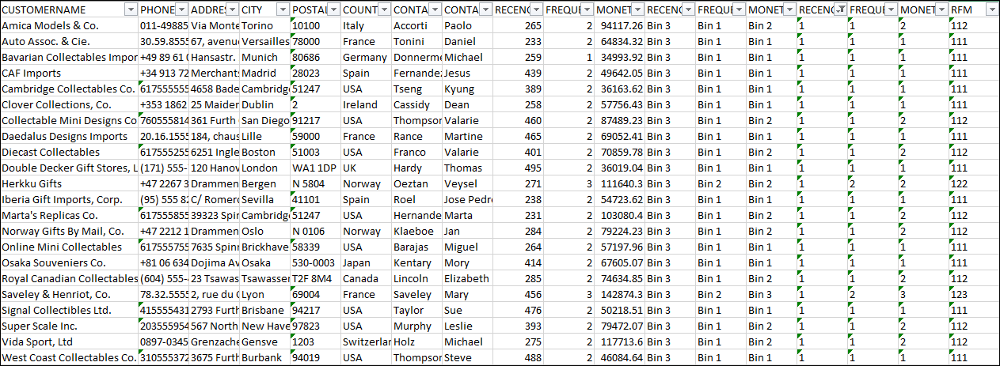 CUSTOMERNAME PHONE ADDRES CITY POSTAL COUNT CONTA CONTA RECENC FREQUE MONET RECENC FREQUE MONET RECENC FREQUE MONET RFM
Amica Models & Co. 011-49885 Via Monte Torino 10100 Italy Accorti Paolo 265 2 94117.26 Bin 3 Bin 1 Bin 2 1 1 2 112
Auto Assoc. & Cie. 30.59.8555 67, avenue Versailles 78000 France Tonini Daniel 233 2 64834.32 Bin 3 Bin 1 Bin 1 1 1 1 111
Bavarian Collectables Impor +49 89 61 0 Hansastr. Munich 80686 Germany Donnerme Michael 259 1 34993.92 Bin 3 Bin 1 Bin 1 1 1 1 111
CAF Imports +34 913 72 Merchants Madrid 28023 Spain Fernandez Jesus 439 2 49642.05 Bin 3 Bin 1 Bin 1 1 1 1 111
Cambridge Collectables Co. 617555555 4658 Bade Cambridge 51247 USA Tseng Kyung 389 2 36163.62 Bin 3 Bin 1 Bin 1 1 1 1 111
Clover Collections, Co. +353 1862 25 Maiden Dublin 2 Ireland Cassidy Dean 258 2 57756.43 Bin 3 Bin 1 Bin 1 1 1 1 111
Collectable Mini Designs Co 760555814 361 Furth San Diego 91217 USA Thompson Valarie 460 2 87489.23 Bin 3 Bin 1 Bin 2 1 1 2 112
Daedalus Designs Imports 20.16.1555 184, chaus Lille 59000 France Rance Martine 465 2 69052.41 Bin 3 Bin 1 Bin 1 1 1 1 111
Diecast Collectables 617555255 6251 Ingle Boston 51003 USA Franco Valarie 401 2 70859.78 Bin 3 Bin 1 Bin 2 1 1 2 112
Double Decker Gift Stores, L (171) 555- 120 Hanov London WA1 1DP UK Hardy Thomas 495 2 36019.04 Bin 3 Bin 1 Bin 1 1 1 1 111
Herkku Gifts +47 2267 3 Drammen Bergen N 5804 Norway Oeztan Veysel 271 3 111640.3 Bin 3 Bin 2 Bin 2 1 2 2 122
Iberia Gift Imports, Corp. (95) 555 82 C/ Romero Sevilla 41101 Spain Roel Jose Pedro 238 2 54723.62 Bin 3 Bin 1 Bin 1 1 1 1 111
Marta's Replicas Co. 617555855 39323 Spin Cambridge 51247 USA Hernande Marta 231 2 103080.4 Bin 3 Bin 1 Bin 2 1 1 2 112
Norway Gifts By Mail, Co. +47 2212 1 Drammen Oslo N 0106 Norway Klaeboe Jan 284 2 79224.23 Bin 3 Bin 1 Bin 2 1 1 2 112
Online Mini Collectables 617555755 7635 Spinn Brickhave 58339 USA Barajas Miguel 264 2 57197.96 Bin 3 Bin 1 Bin 1 1 1 1 111
Osaka Souveniers Co. +81 06 634 Dojima Av Osaka 530-0003 Japan Kentary Mory 414 2 67605.07 Bin 3 Bin 1 Bin 1 1 1 1 111
Royal Canadian Collectables (604) 555- 23 Tsawas Tsawassen T2F 8M4 Canada Lincoln Elizabeth 285 2 74634.85 Bin 3 Bin 1 Bin 2 1 1 2 112
Saveley & Henriot, Co. 78.32.5555 2, rue du C Lyon 69004 France Saveley Mary 456 3 142874.3 Bin 3 Bin 2 Bin 3 1 2 3 123
Signal Collectibles Ltd. 415555431 2793 Furth Brisbane 94217 USA Taylor Sue 476 2 50218.51 Bin 3 Bin 1 Bin 1 1 1 1 111
Super Scale Inc. 203555954 567 North New Have 97823 USA Murphy Leslie 393 2 79472.07 Bin 3 Bin 1 Bin 2 1 1 2 112
Vida Sport, Ltd 0897-0345 Grenzache Gensve 1203 Switzerlan Holz Michael 275 2 117713.6 Bin 3 Bin 1 Bin 2 1 1 2 112
West Coast Collectables Co. 310555372 3675 Furth Burbank 94019 USA Thompson Steve 488 2 46084.64 Bin 3 Bin 1 Bin 1 1 1 1 111